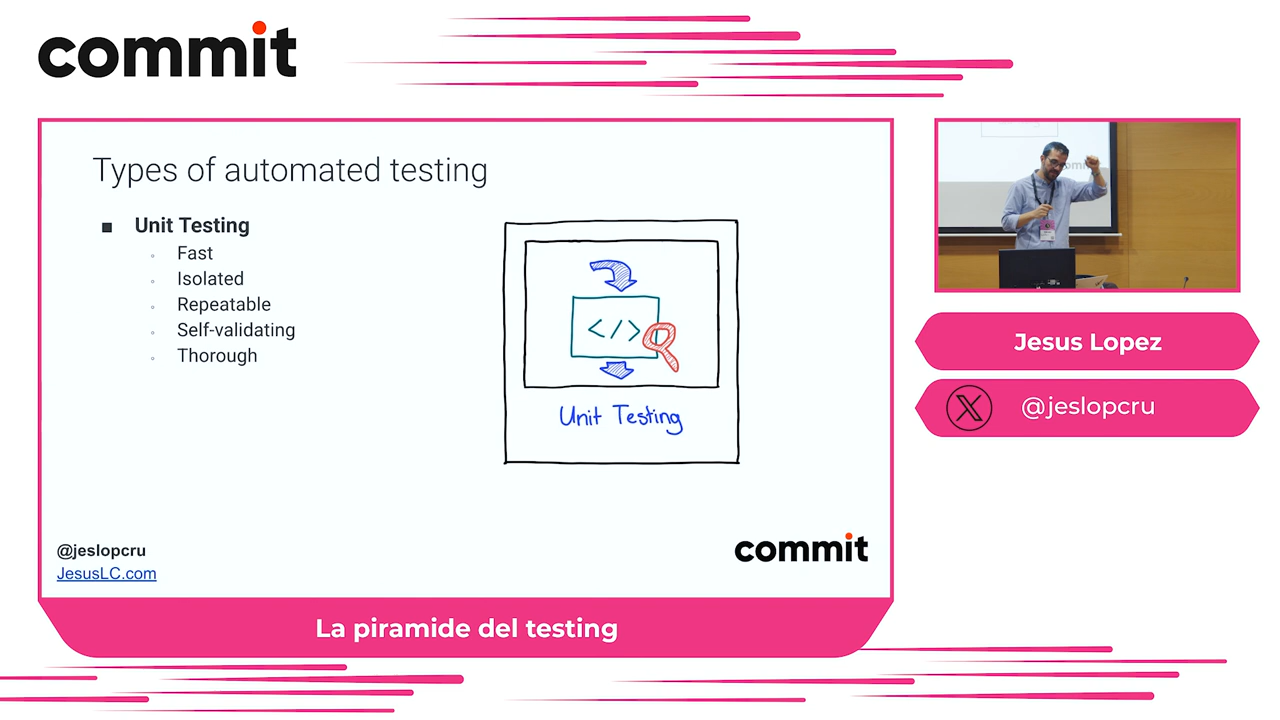 commit
Types of automated testing
Unit Testing
Fast
Isolated
Repeatable
Self-validating
Thorough
</>
Unit Testing
@jeslopcru
JesusLC.com
commit
La piramide del testing
Jesus Lopez
@jeslopcru